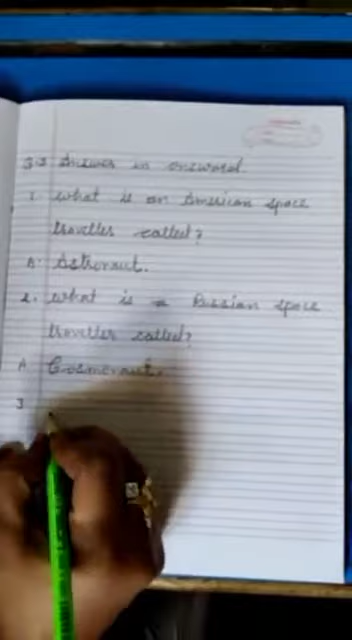 Q.3 Answer in oneword.
1. what is an American space
traveller called?
A. Astronaut.
2. what is a Russian space
traveller called?
A. Cosmonaut.
3